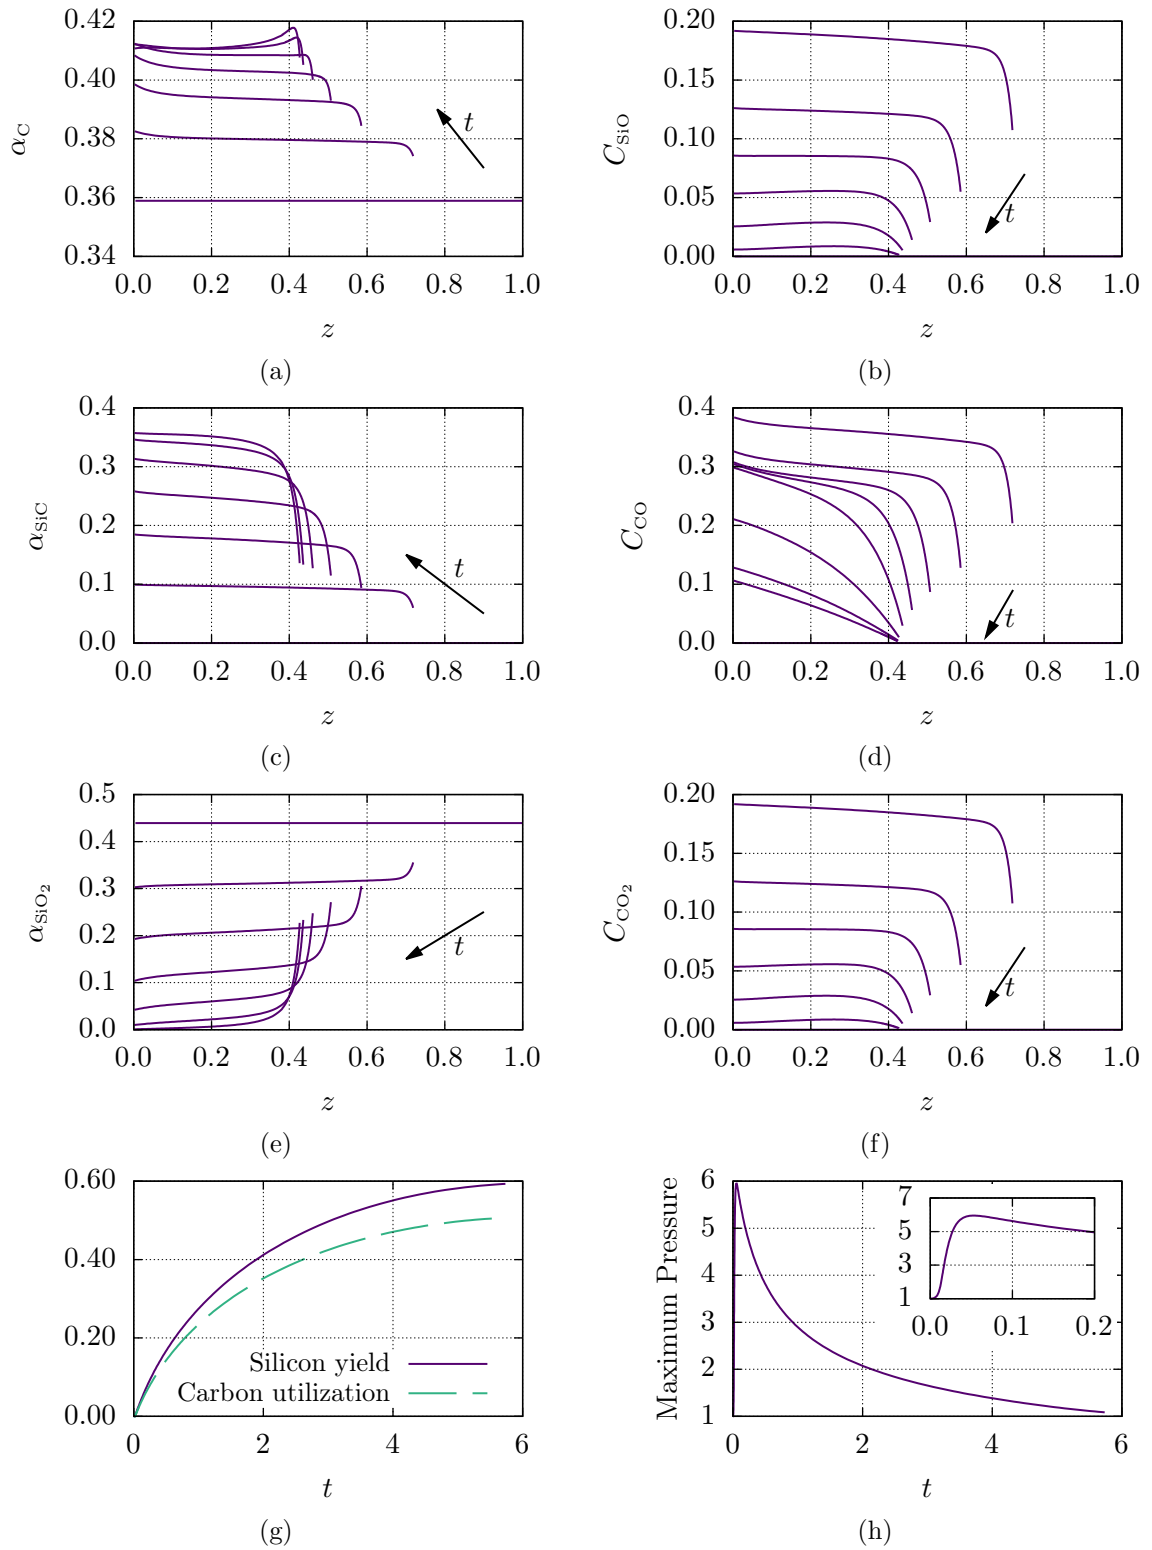 0.42
0.40
0.38
0.36
0.34
α_C
t
0.0 0.2 0.4 0.6 0.8 1.0
z
(a)
0.20
0.15
0.10
0.05
0.00
C_SiO
t
0.0 0.2 0.4 0.6 0.8 1.0
z
(b)
0.4
0.3
0.2
0.1
0.0
α_SiC
t
0.0 0.2 0.4 0.6 0.8 1.0
z
(c)
0.4
0.3
0.2
0.1
0.0
C_CO
t
0.0 0.2 0.4 0.6 0.8 1.0
z
(d)
0.5
0.4
0.3
0.2
0.1
0.0
α_SiO₂
t
0.0 0.2 0.4 0.6 0.8 1.0
z
(e)
0.20
0.15
0.10
0.05
0.00
C_CO₂
t
0.0 0.2 0.4 0.6 0.8 1.0
z
(f)
0.60
0.40
0.20
0.00
Silicon yield
Carbon utilization
0 2 4 6
t
(g)
6
5
4
3
2
1
Maximum Pressure
7
5
3
1
0.0 0.1 0.2
0 2 4 6
t
(h)